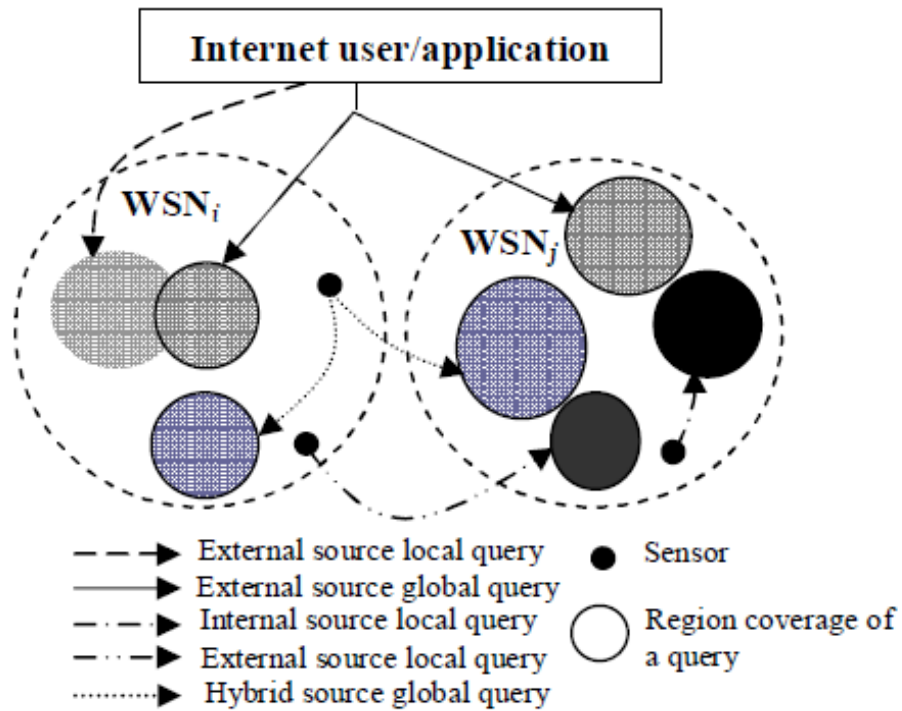 Internet user/application
WSNi
WSNj
External source local query
External source global query
Internal source local query
External source local query
Hybrid source global query
Sensor
Region coverage of
a query